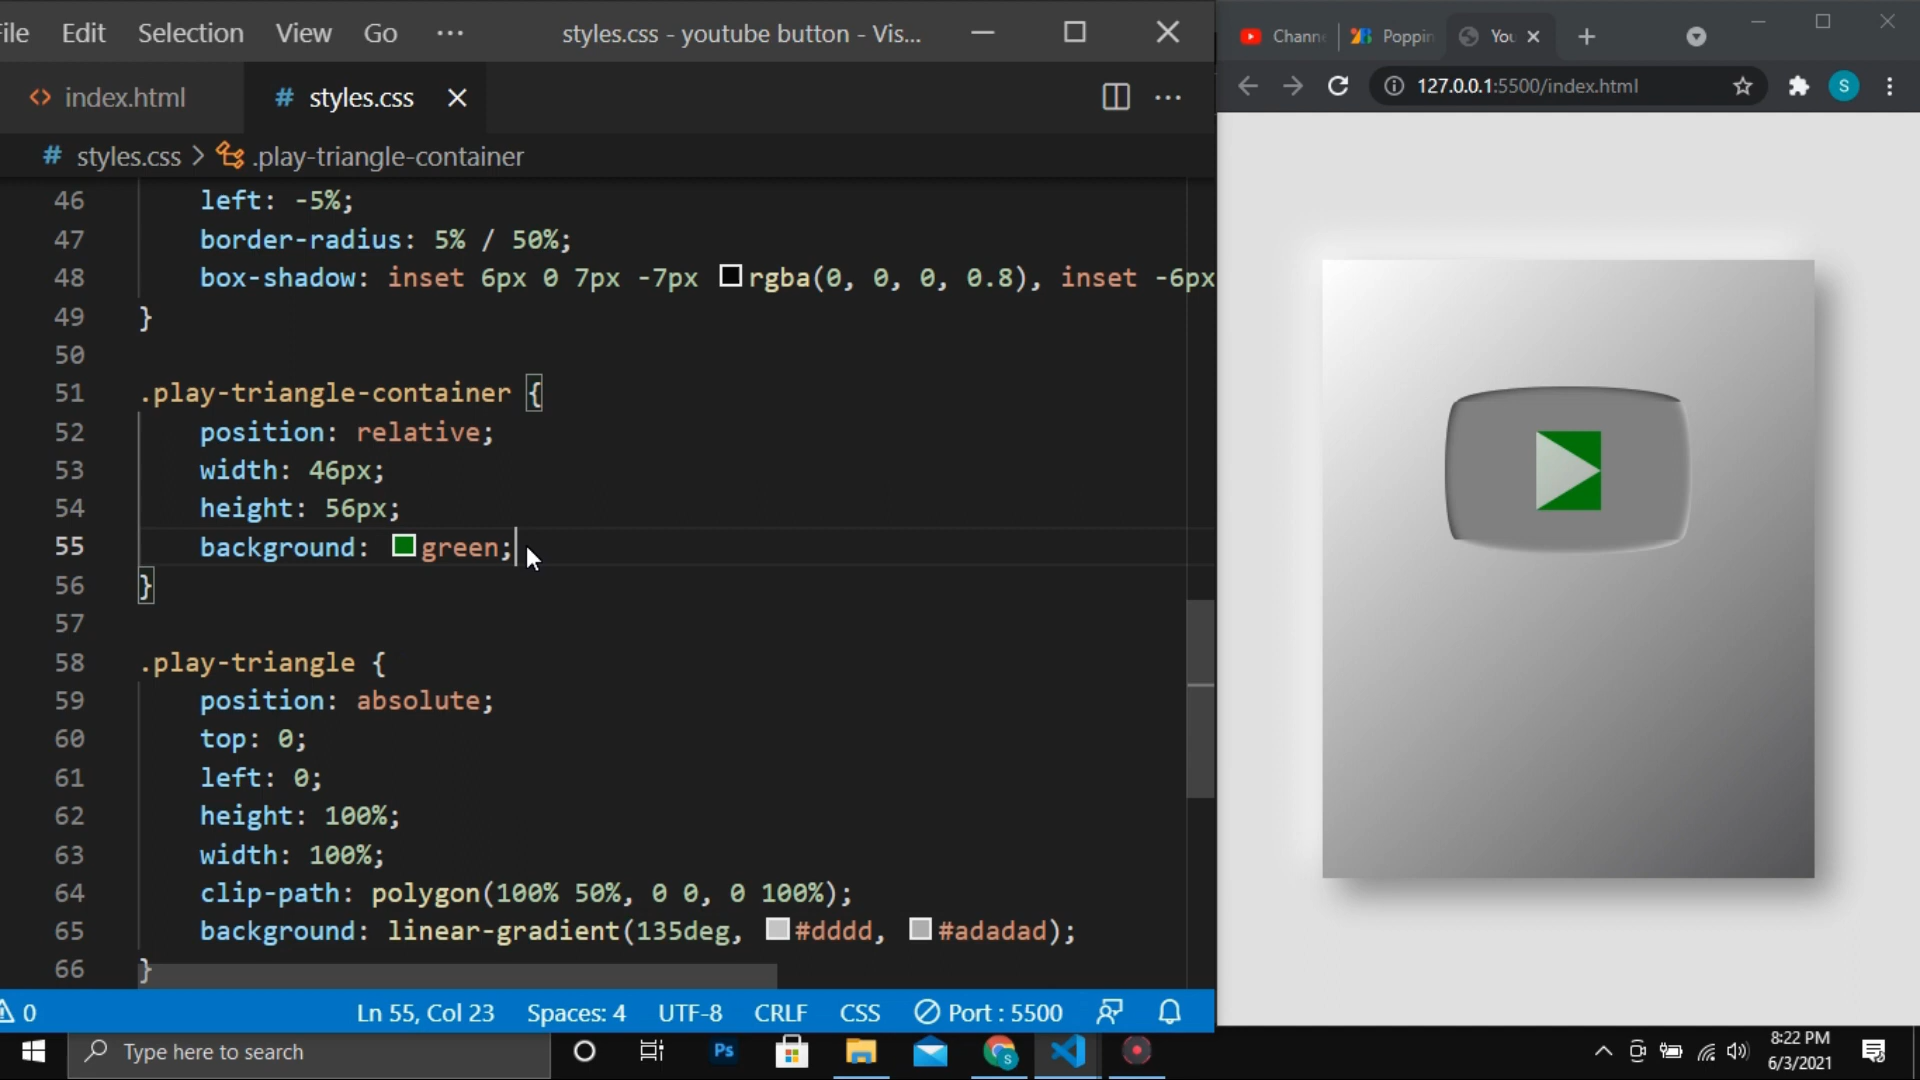 File Edit Selection View Go ··· styles.css - youtube button - Vis...
index.html # styles.css
# styles.css > .play-triangle-container
46 left: -5%;
47 border-radius: 5% / 50%;
48 box-shadow: inset 6px 0 7px -7px rgba(0, 0, 0, 0.8), inset -6px
49 }
50
51 .play-triangle-container {
52 position: relative;
53 width: 46px;
54 height: 56px;
55 background: green;
56 }
57
58 .play-triangle {
59 position: absolute;
60 top: 0;
61 left: 0;
62 height: 100%;
63 width: 100%;
64 clip-path: polygon(100% 50%, 0 0, 0 100%);
65 background: linear-gradient(135deg, #dddd, #adadad);
66 }
0 Ln 55, Col 23 Spaces: 4 UTF-8 CRLF CSS Port : 5500
Chann Poppin You
127.0.0.1:5500/index.html S
Type here to search Ps S
8:22 PM
6/3/2021